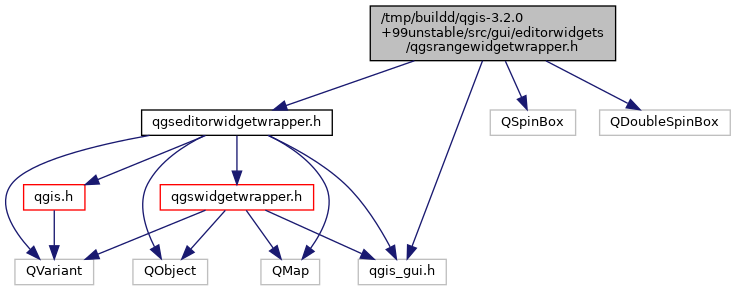 /tmp/buildd/qgis-3.2.0
+99unstable/src/gui/editorwidgets
/qgsrangewidgetwrapper.h
qgseditorwidgetwrapper.h
QSpinBox
QDoubleSpinBox
qgis.h
qgswidgetwrapper.h
QVariant
QObject
QMap
qgis_gui.h